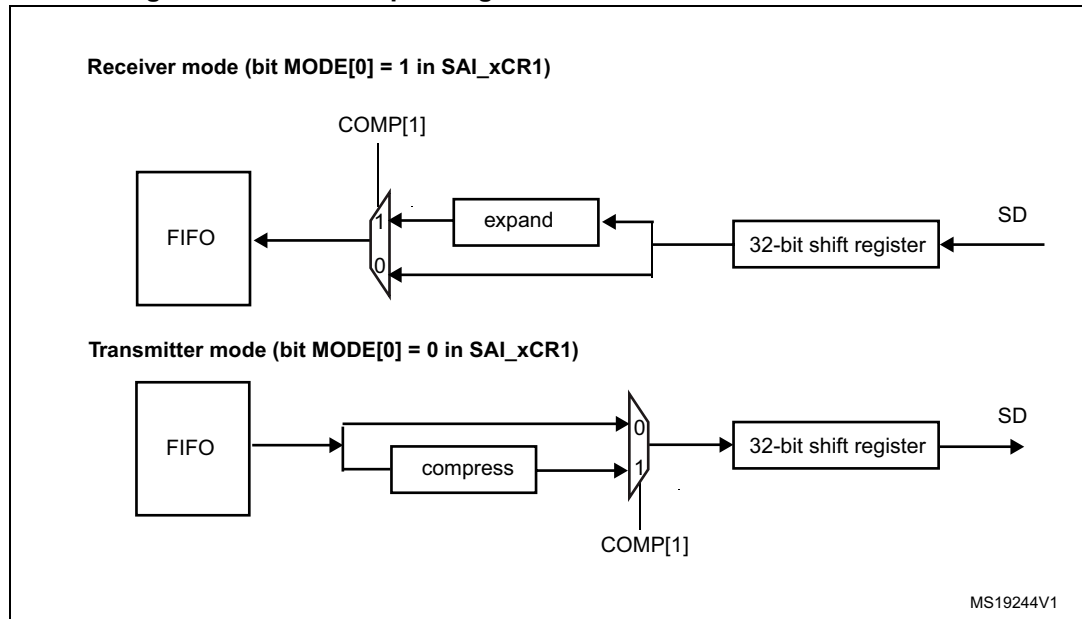 Receiver mode (bit MODE[0] = 1 in SAI_xCR1)
COMP[1]
FIFO
1
0
expand
32-bit shift register
SD
Transmitter mode (bit MODE[0] = 0 in SAI_xCR1)
FIFO
compress
0
1
COMP[1]
32-bit shift register
SD
MS19244V1